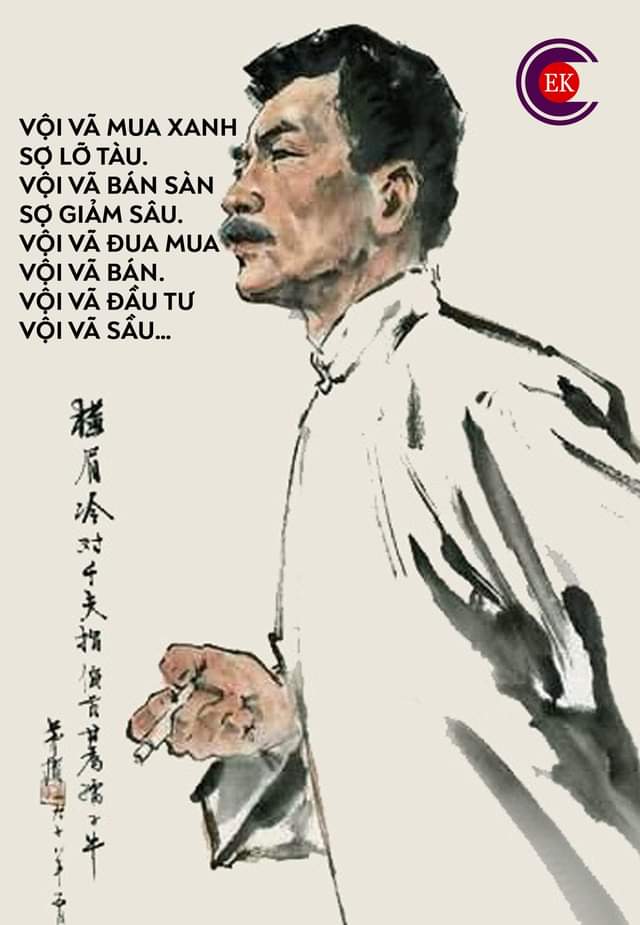 EK
VỘI VÃ MUA XANH
SỢ LỠ TÀU.
VỘI VÃ BÁN SÀN
SỢ GIẢM SÂU.
VỘI VÃ ĐUA MUA
VỘI VÃ BÁN.
VỘI VÃ ĐẦU TƯ
VỘI VÃ SẦU...
横眉冷对千夫指俯首甘為孺子牛